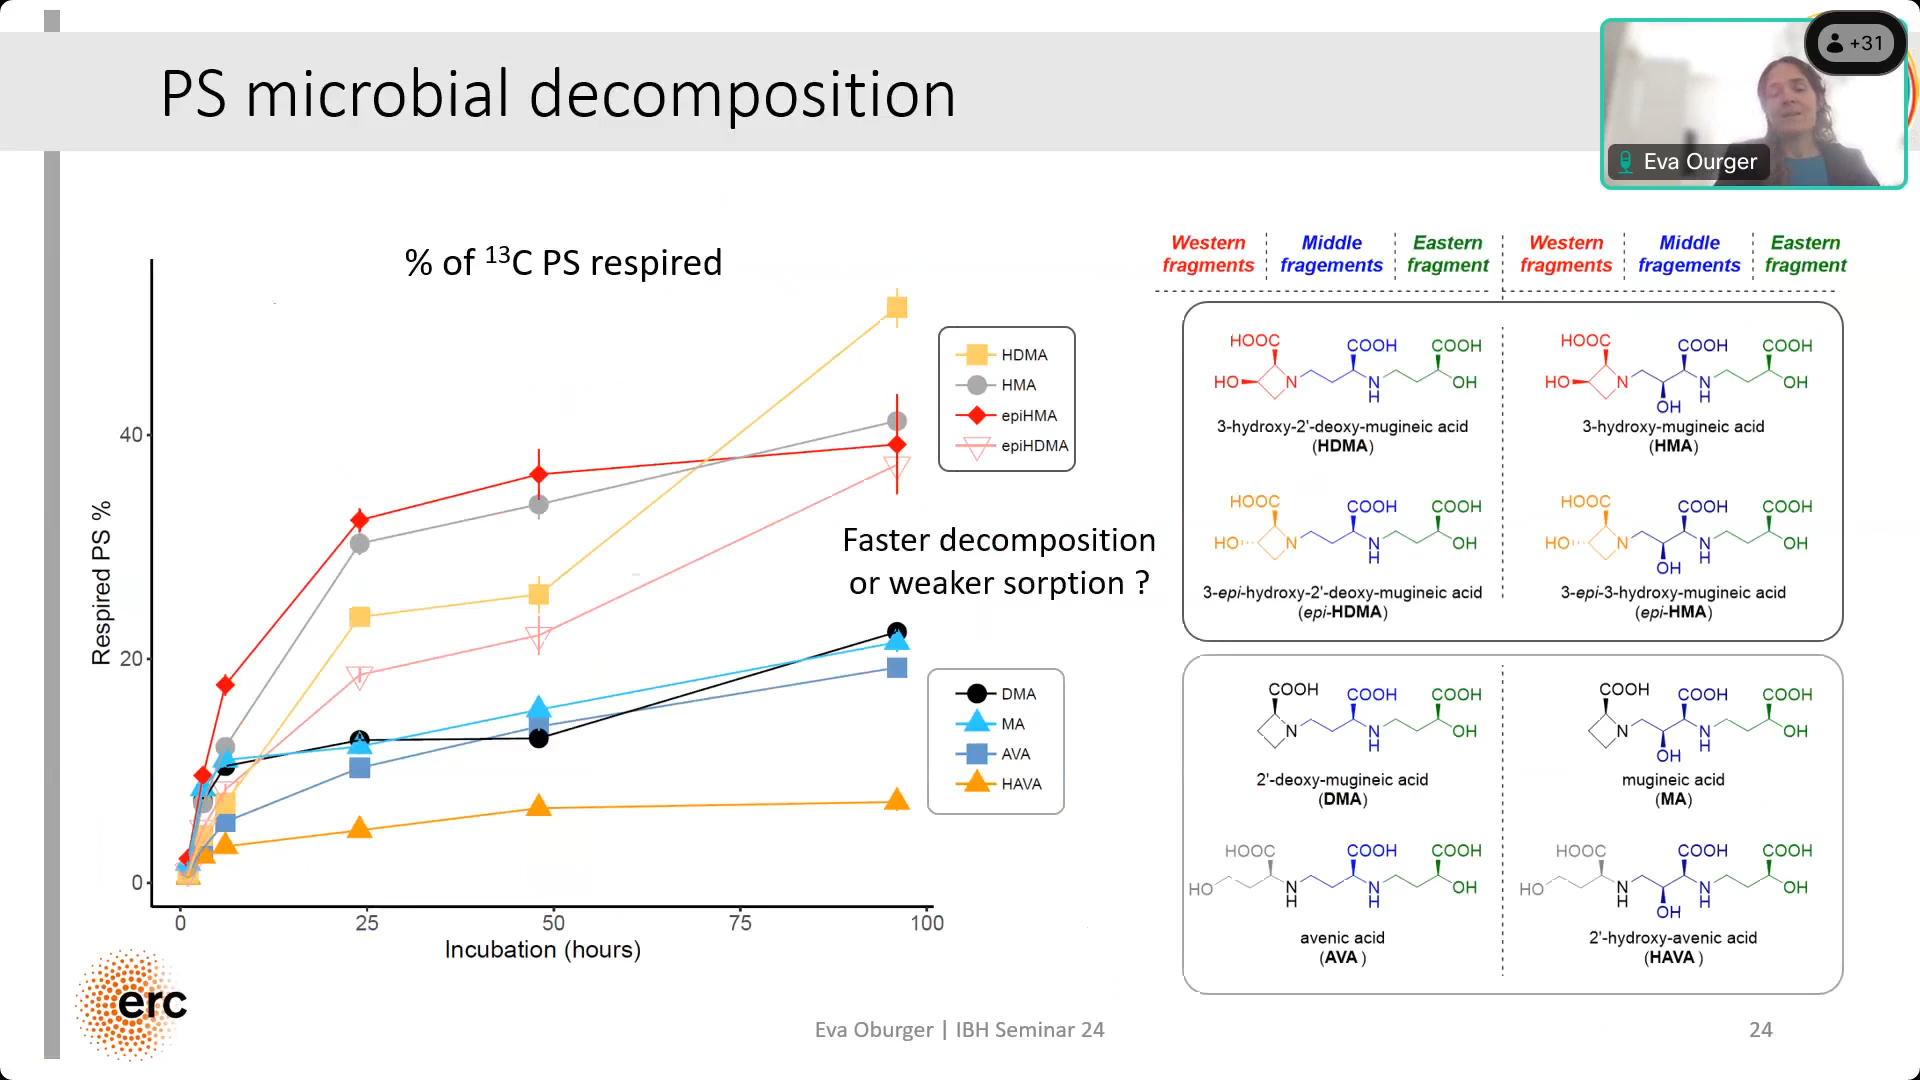 PS microbial decomposition
+31
Eva Ourger
% of ¹³C PS respired
Respired PS %
40
20
0
0 25 50 75 100
Incubation (hours)
HDMA
HMA
epiHMA
epiHDMA
Faster decomposition
or weaker sorption ?
DMA
MA
AVA
HAVA
Western Middle Eastern Western Middle Eastern
fragments fragements fragment fragments fragements fragment
HOOC COOH COOH HOOC COOH COOH
HO N N OH HO N N OH
H OH H
3-hydroxy-2'-deoxy-mugineic acid 3-hydroxy-mugineic acid
(HDMA) (HMA)
HOOC COOH COOH HOOC COOH COOH
HO N N OH HO N N OH
H OH H
3-epi-hydroxy-2'-deoxy-mugineic acid 3-epi-3-hydroxy-mugineic acid
(epi-HDMA) (epi-HMA)
COOH COOH COOH COOH COOH COOH
N N OH N N OH
H OH H
2'-deoxy-mugineic acid mugineic acid
(DMA) (MA)
HOOC COOH COOH HOOC COOH COOH
HO N N OH HO N N OH
H H H OH H
avenic acid 2'-hydroxy-avenic acid
(AVA ) (HAVA )
erc
Eva Oburger | IBH Seminar 24
24